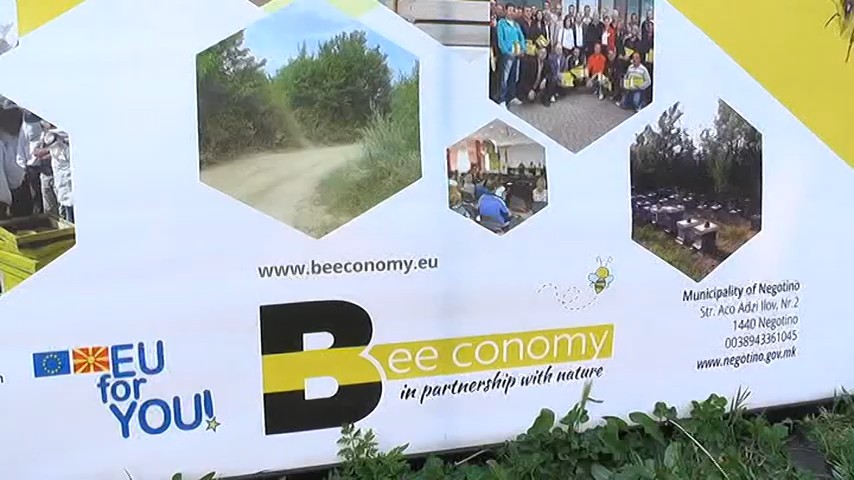 www.beeconomy.eu
Municipality of Negotino
Str. Aco Adzi Ilov, Nr.2
1440 Negotino
0038943361045
www.negotino.gov.mk
EU
for
YOU!
Bee conomy
in partnership with nature